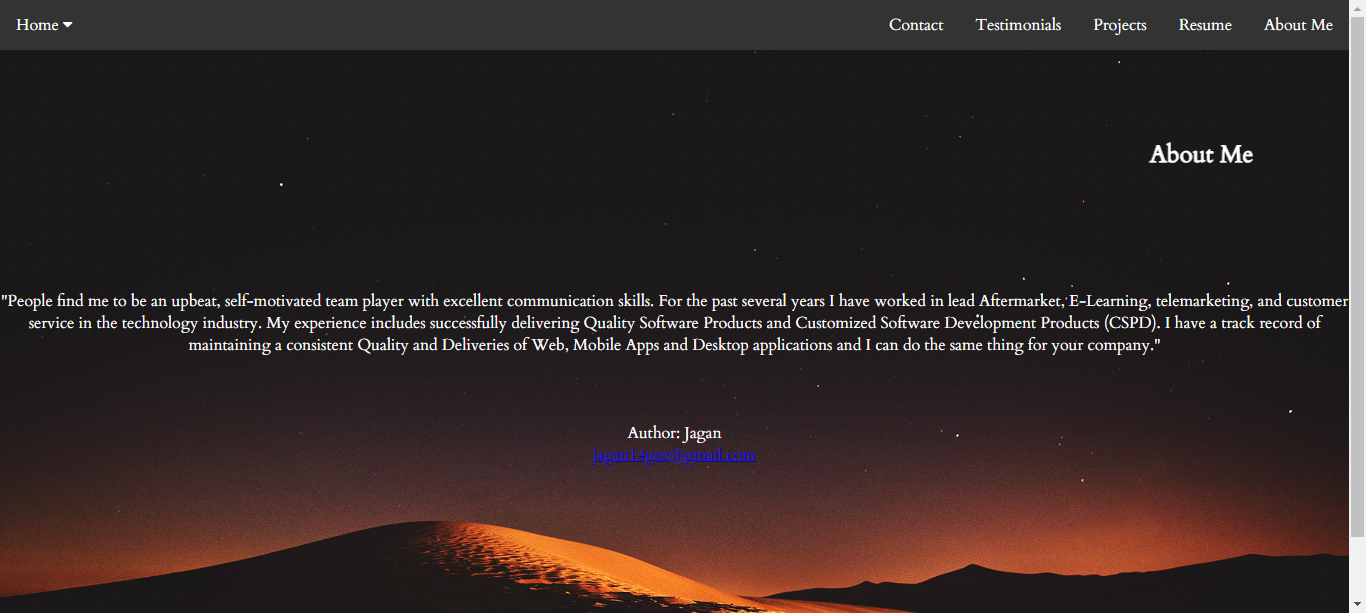 Home
Contact Testimonials Projects Resume About Me
About Me
"People find me to be an upbeat, self-motivated team player with excellent communication skills. For the past several years I have worked in lead Aftermarket, E-Learning, telemarketing, and customer
service in the technology industry. My experience includes successfully delivering Quality Software Products and Customized Software Development Products (CSPD). I have a track record of
maintaining a consistent Quality and Deliveries of Web, Mobile Apps and Desktop applications and I can do the same thing for your company."
Author: Jagan